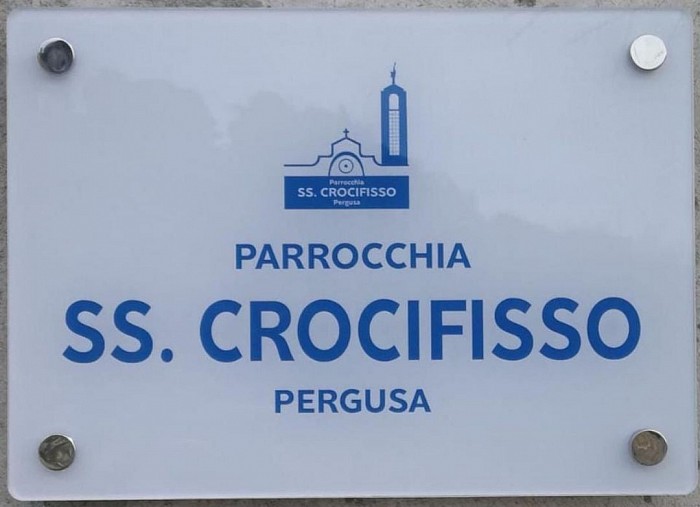 Parrocchia
SS. CROCIFISSO
Pergusa
PARROCCHIA
SS. CROCIFISSO
PERGUSA